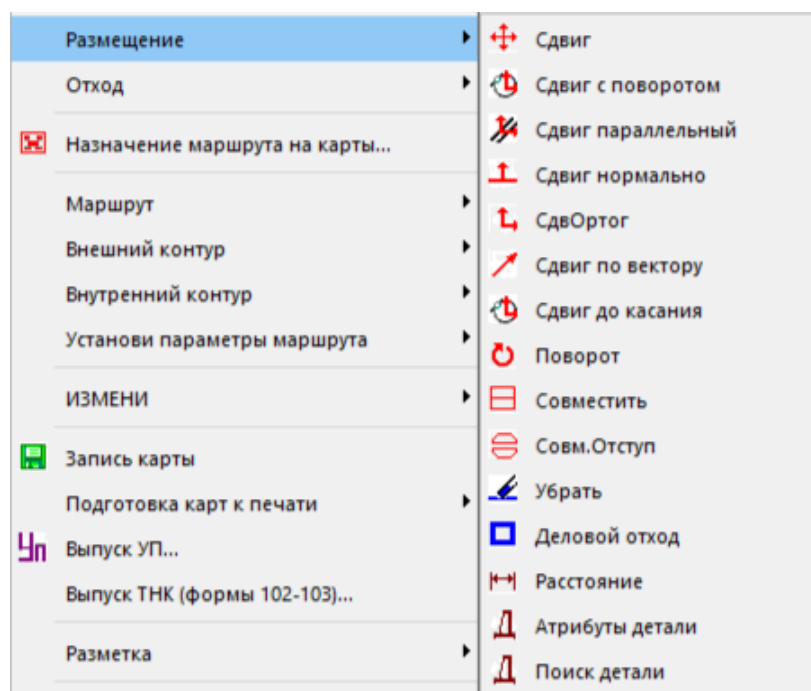 Размещение
Отход
Назначение маршрута на карты...
Маршрут
Внешний контур
Внутренний контур
Установи параметры маршрута
ИЗМЕНИ
Запись карты
Подготовка карт к печати
Уп Выпуск УП...
Выпуск ТНК (формы 102-103)...
Разметка
Сдвиг
Сдвиг с поворотом
Сдвиг параллельный
Сдвиг нормально
СдвОртог
Сдвиг по вектору
Сдвиг до касания
Поворот
Совместить
Совм.Отступ
Убрать
Деловой отход
Расстояние
Д Атрибуты детали
Д Поиск детали